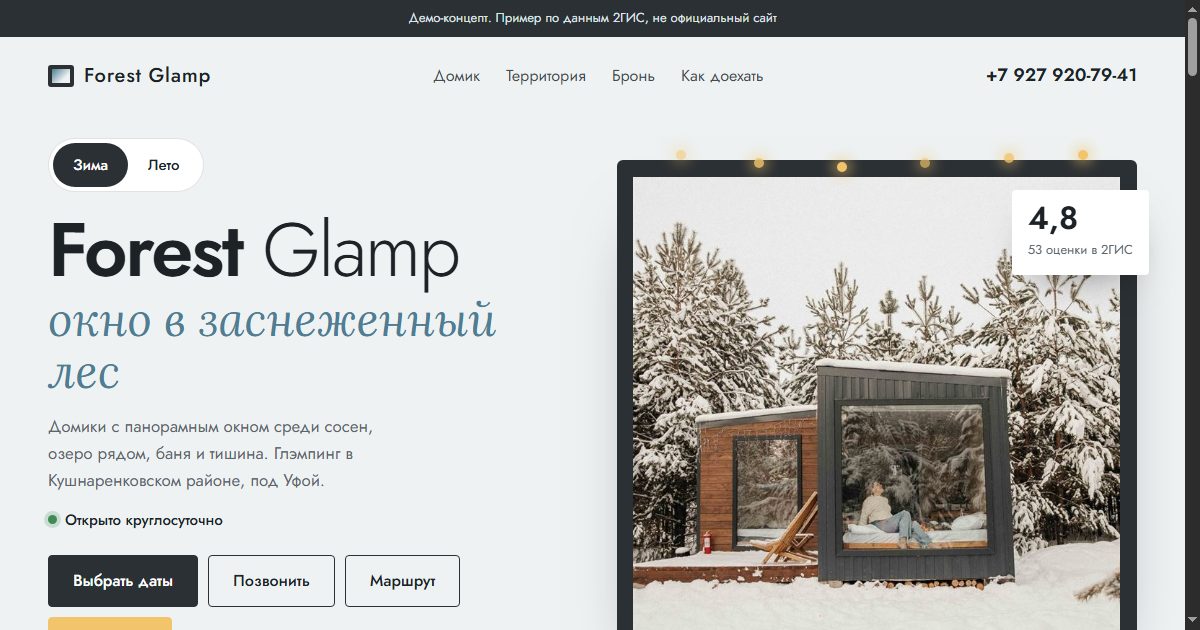 Демо-концепт. Пример по данным 2ГИС, не официальный сайт
Forest Glamp
Домик
Территория
Бронь
Как доехать
+7 927 920-79-41
Зима
Лето
Forest Glamp
окно в заснеженный
лес
Домики с панорамным окном среди сосен,
озеро рядом, баня и тишина. Глэмпинг в
Кушнаренковском районе, под Уфой.
Открыто круглосуточно
Выбрать даты
Позвонить
Маршрут
4,8
53 оценки в 2ГИС